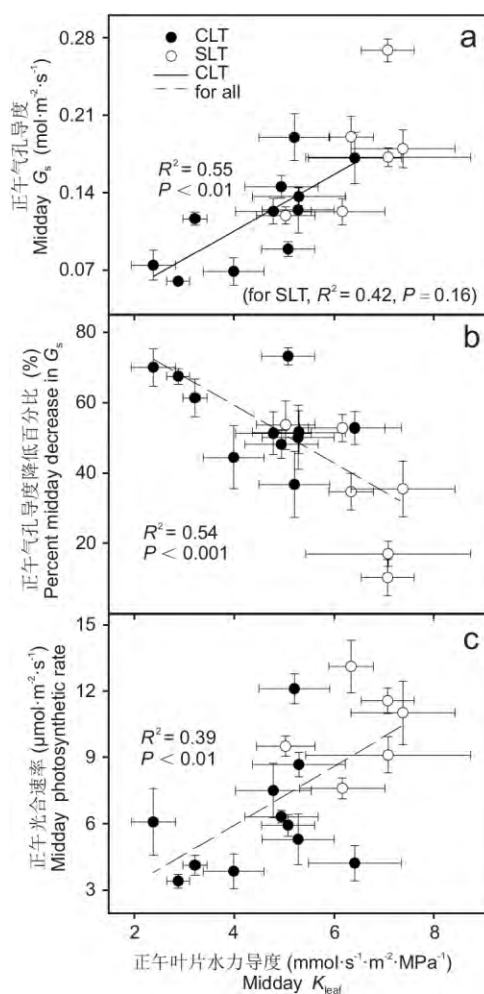 正午气孔导度
Midday Gs (mol·m⁻²·s⁻¹)
0.28
0.21
0.14
0.07
a
CLT
SLT
CLT
for all
R² = 0.55
P < 0.01
(for SLT, R² = 0.42, P = 0.16)
正午气孔导度降低百分比 (%)
Percent midday decrease in Gs
80
60
40
20
b
R² = 0.54
P < 0.001
正午光合速率 (μmol·m⁻²·s⁻¹)
Midday photosynthetic rate
15
12
9
6
3
c
R² = 0.39
P < 0.01
2 4 6 8
正午叶片水力导度 (mmol·s⁻¹·m⁻²·MPa⁻¹)
Midday Kleaf